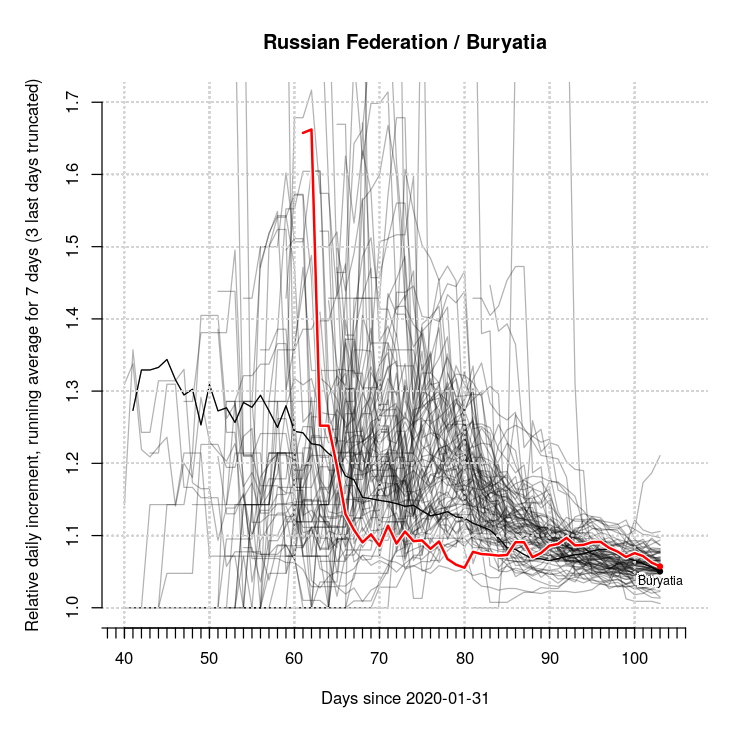 Russian Federation / Buryatia
Relative daily increment, running average for 7 days (3 last days truncated)
1.7
1.6
1.5
1.4
1.3
1.2
1.1
1.0
Buryatia
40 50 60 70 80 90 100
Days since 2020-01-31